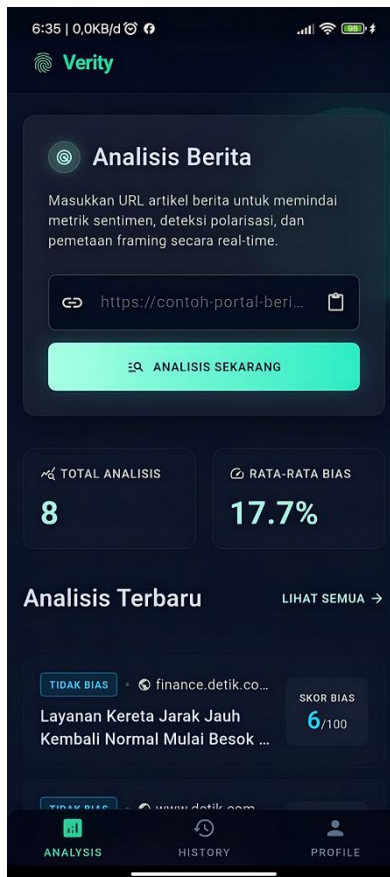 6:35 | 0,0KB/d
98
Verity
Analisis Berita
Masukkan URL artikel berita untuk memindai
metrik sentimen, deteksi polarisasi, dan
pemetaan framing secara real-time.
https://contoh-portal-beri...
ANALISIS SEKARANG
TOTAL ANALISIS
8
RATA-RATA BIAS
17.7%
Analisis Terbaru
LIHAT SEMUA →
TIDAK BIAS • finance.detik.co...
Layanan Kereta Jarak Jauh
Kembali Normal Mulai Besok ...
SKOR BIAS
6/100
TIDAK BIAS • www.detik.com
ANALYSIS
HISTORY
PROFILE